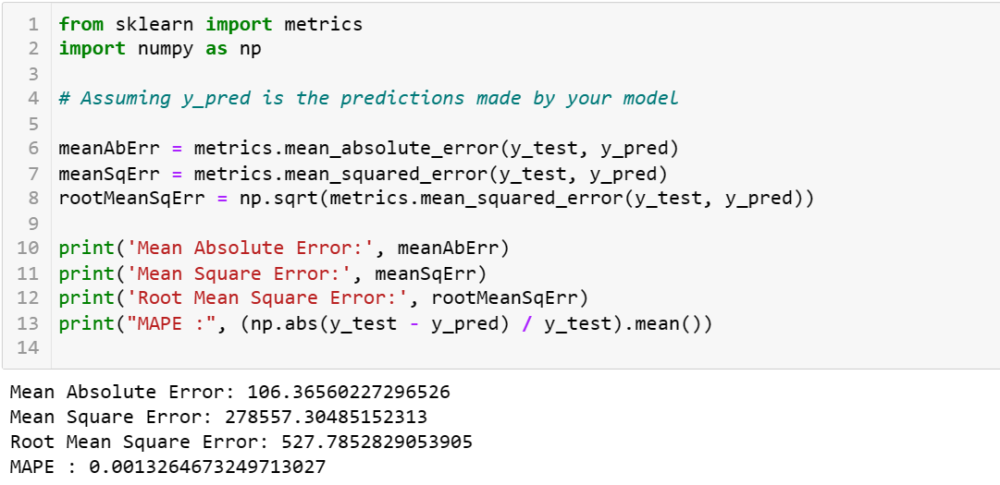 1 from sklearn import metrics
2 import numpy as np
3
4 # Assuming y_pred is the predictions made by your model
5
6 meanAbErr = metrics.mean_absolute_error(y_test, y_pred)
7 meanSqErr = metrics.mean_squared_error(y_test, y_pred)
8 rootMeanSqErr = np.sqrt(metrics.mean_squared_error(y_test, y_pred))
9
10 print('Mean Absolute Error:', meanAbErr)
11 print('Mean Square Error:', meanSqErr)
12 print('Root Mean Square Error:', rootMeanSqErr)
13 print("MAPE :", (np.abs(y_test - y_pred) / y_test).mean())
14
Mean Absolute Error: 106.36560227296526
Mean Square Error: 278557.30485152313
Root Mean Square Error: 527.7852829053905
MAPE : 0.0013264673249713027